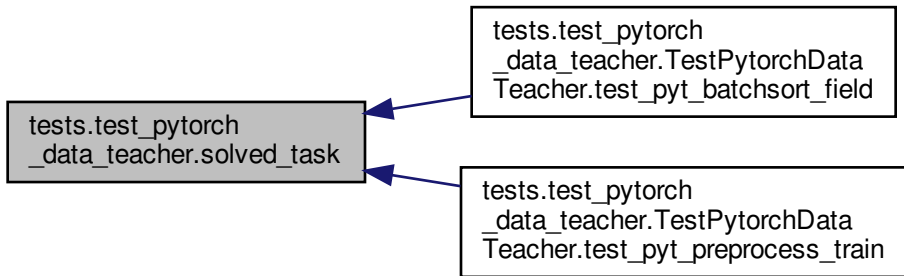 tests.test_pytorch
_data_teacher.TestPytorchData
Teacher.test_pyt_batchsort_field
tests.test_pytorch
_data_teacher.solved_task
tests.test_pytorch
_data_teacher.TestPytorchData
Teacher.test_pyt_preprocess_train